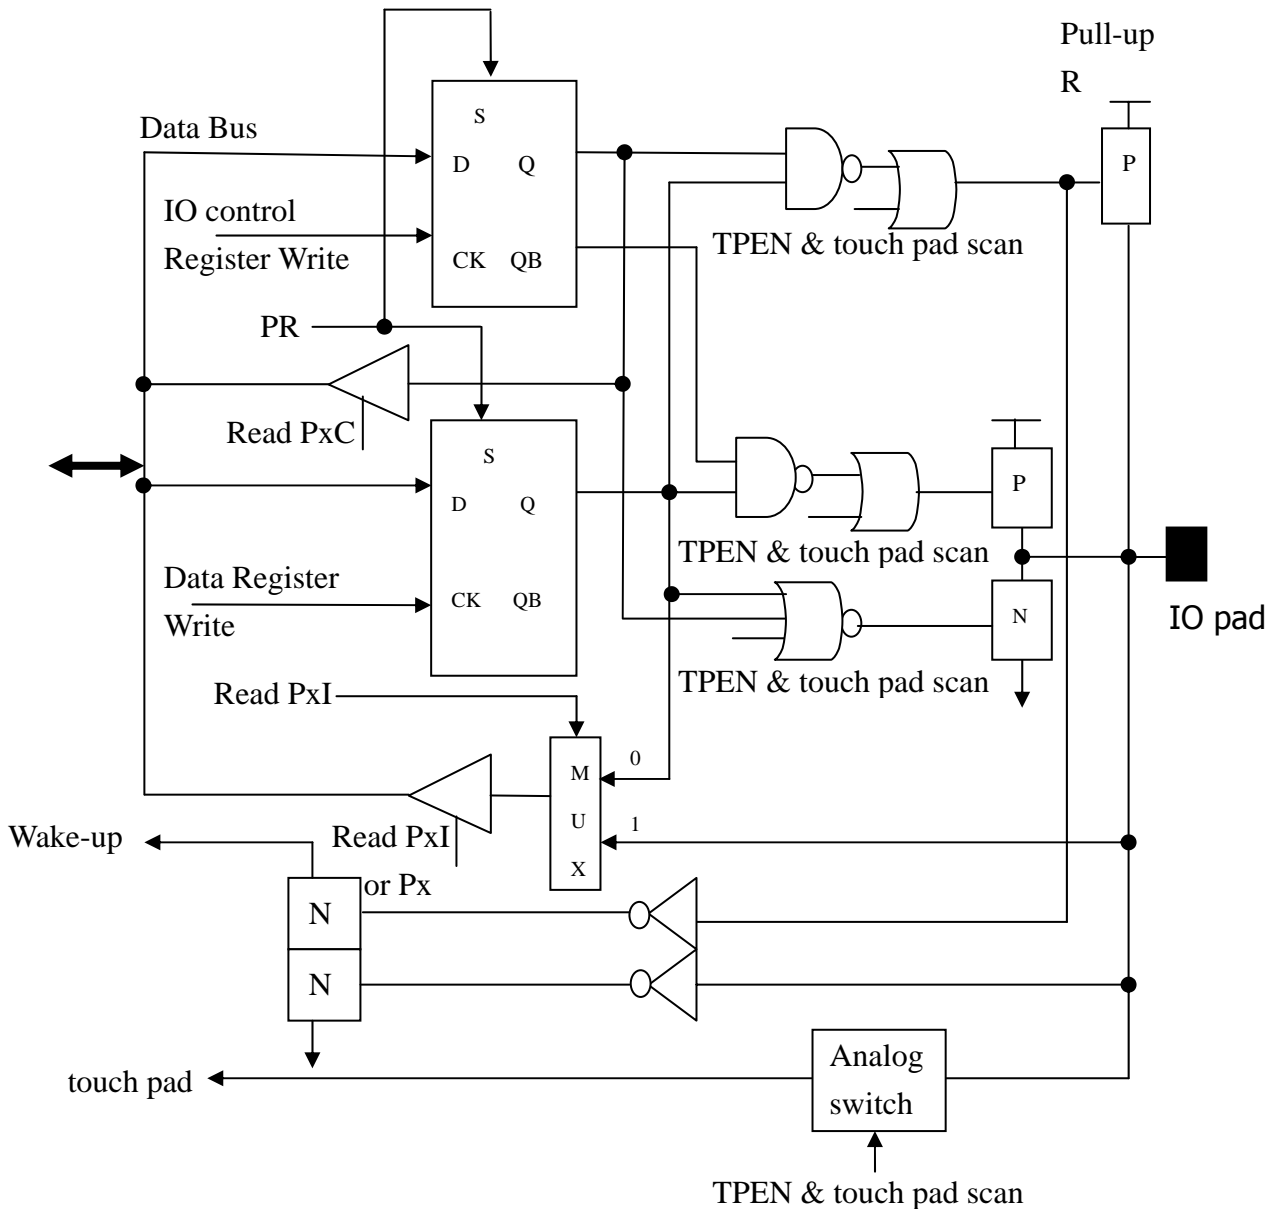 Pull-up
R
S
Data Bus
D
Q
P
IO control
Register Write
CK
QB
TPEN & touch pad scan
PR
Read PxC
S
D
Q
P
TPEN & touch pad scan
Data Register
Write
CK
QB
N
IO pad
TPEN & touch pad scan
Read PxI
0
M
U
X
1
Wake-up
Read PxI
or Px
N
N
Analog
switch
touch pad
TPEN & touch pad scan